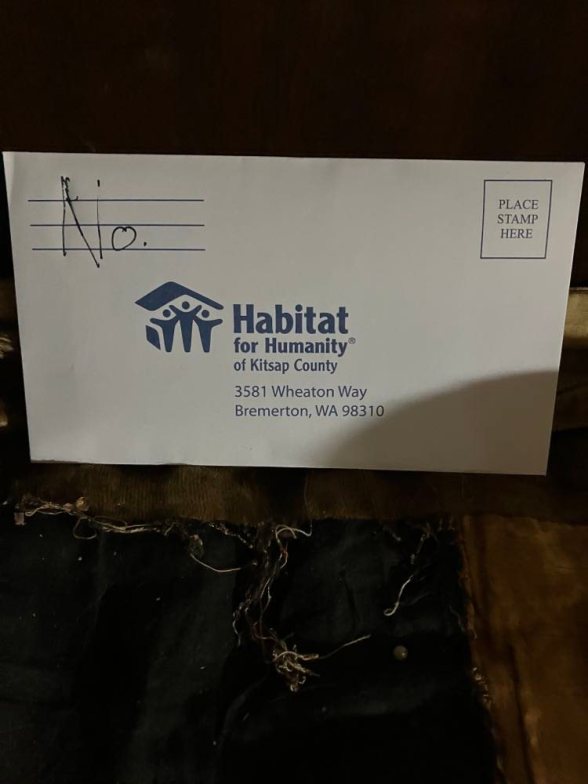 No.
PLACE
STAMP
HERE
Habitat
for Humanity®
of Kitsap County
3581 Wheaton Way
Bremerton, WA 98310